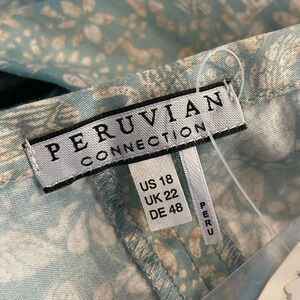 PERUVIAN
CONNECTION
US 18
UK 22
DE 48
PERU